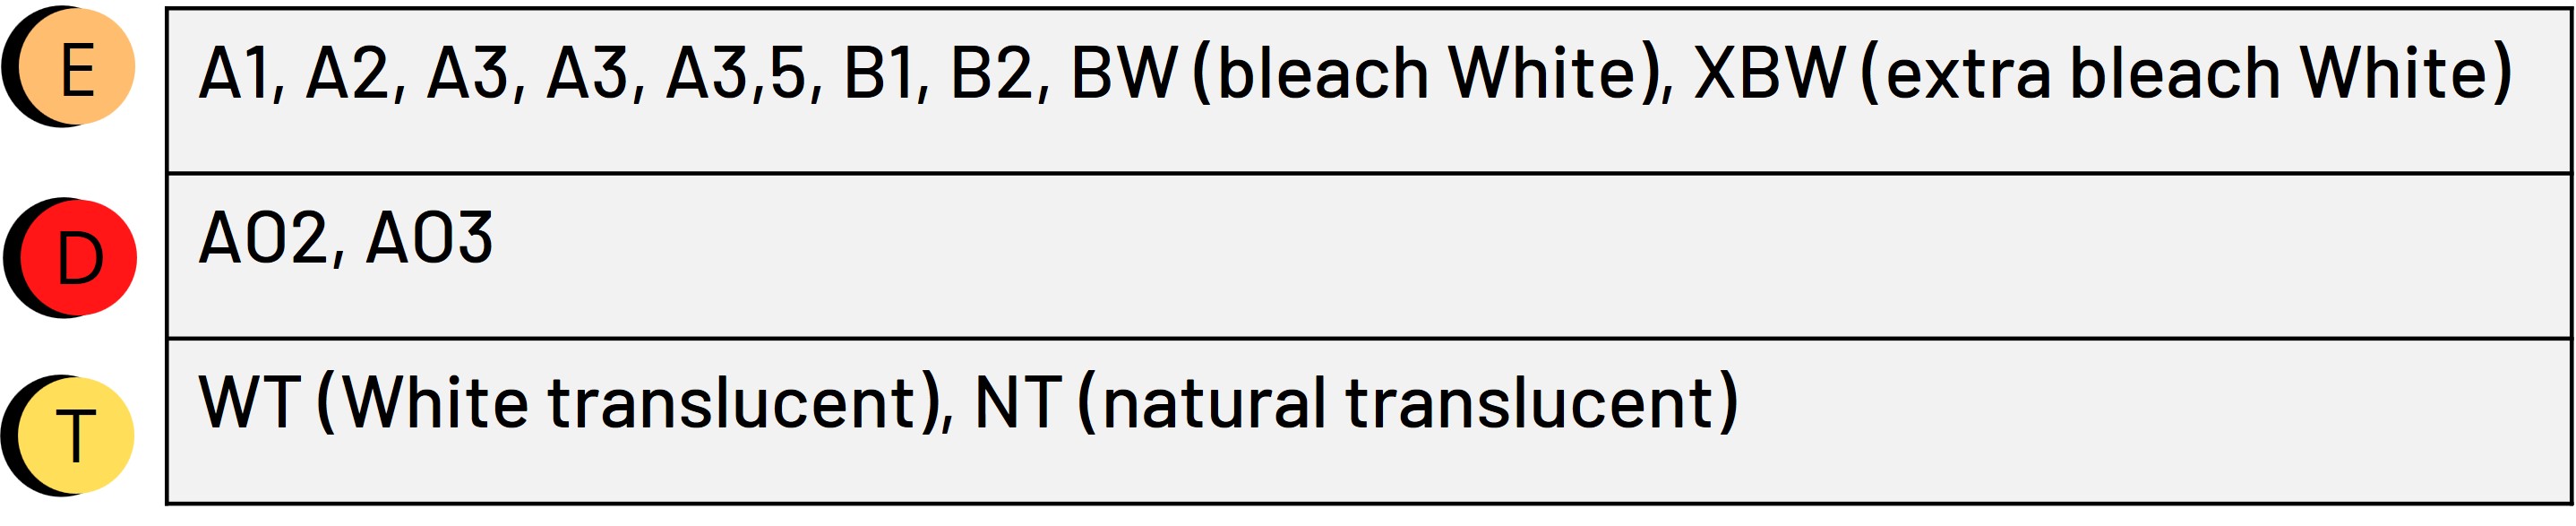 E
A1, A2, A3, A3, A3,5, B1, B2, BW (bleach White), XBW (extra bleach White)
D
AO2, AO3
T
WT (White translucent), NT (natural translucent)